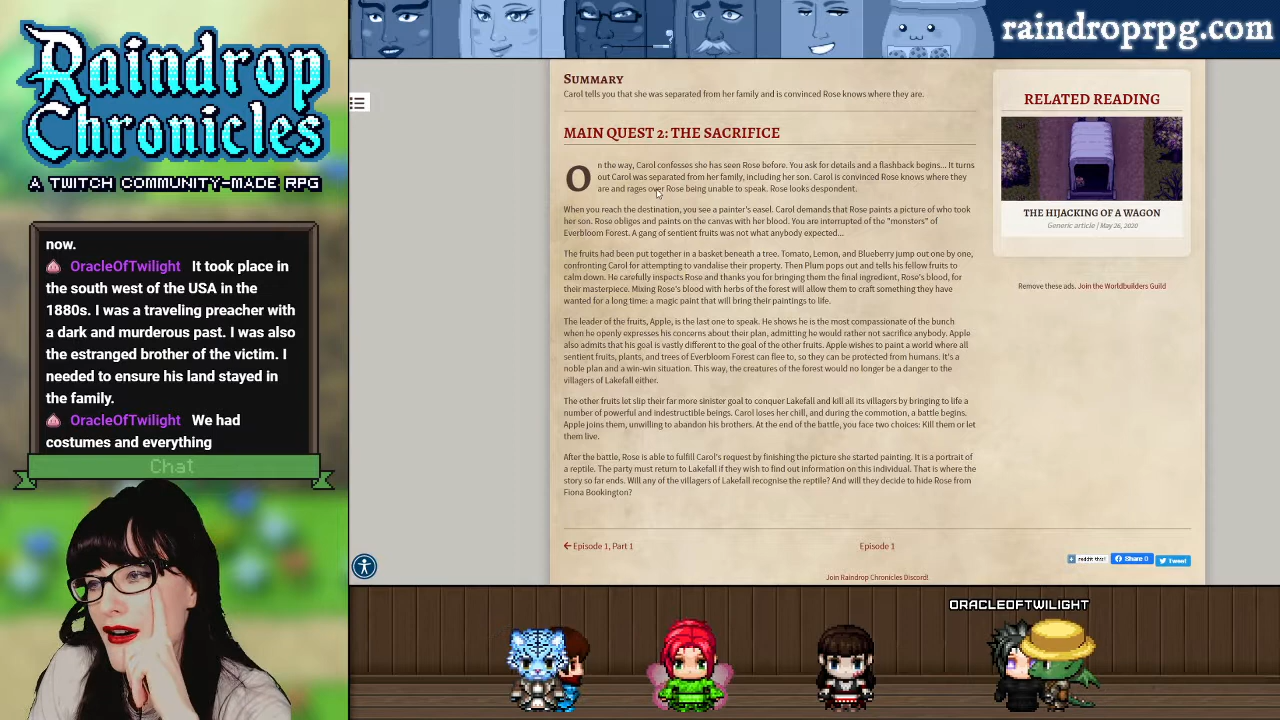 Raindrop
Chronicles
A TWITCH COMMUNITY-MADE RPG
now.
OracleOfTwilight It took place in
the south west of the USA in the
1880s. I was a traveling preacher with
a dark and murderous past. I was also
the estranged brother of the victim. I
needed to ensure his land stayed in
the family.
OracleOfTwilight We had
costumes and everything
Chat
raindroprpg.com
SUMMARY
Carol tells you that she was separated from her family and is convinced Rose knows where they are.
MAIN QUEST 2: THE SACRIFICE
On the way, Carol confesses she has seen Rose before. You ask for details and a flashback begins... It turns
out Carol was separated from her family, including her son. Carol is convinced Rose knows where they
are and rages over Rose being unable to speak. Rose looks despondent.
When you reach the destination, you see a painter's easel. Carol demands that Rose paints a picture of who took
her son. Rose obliges and paints on the canvas with her blood. You are interrupted of the "monsters" of
Everbloom Forest. A gang of sentient fruits was not what anybody expected...
The fruits had been put together in a basket beneath a tree. Tomato, Lemon, and Blueberry jump out one by one,
confronting Carol for attempting to vandalise their property. Then Plum pops out and tells his fellow fruits to
calm down. He carefully inspects Rose and thanks you for bringing them the final ingredient, Rose's blood, for
their masterpiece. Mixing Rose's blood with herbs of the forest will allow them to craft something they have
wanted for a long time: a magic paint that will bring their paintings to life.
The leader of the fruits, Apple, is the last one to speak. He shows he is the most compassionate of the bunch
when he openly expresses his concerns about their plan, admitting he would rather not sacrifice anybody. Apple
also admits that his goal is vastly different to the goal of the other fruits. Apple wishes to paint a world where all
sentient fruits, plants, and trees of Everbloom Forest can flee to, so they can be protected from humans. It's a
noble plan and a win-win situation. This way, the creatures of the forest would no longer be a danger to the
villagers of Lakefall either.
The other fruits let slip their far more sinister goal to conquer Lakefall and kill all its villagers by bringing to life a
number of powerful and indestructible beings. Carol loses her chill, and during the commotion, a battle begins.
Apple joins them, unwilling to abandon his brothers. At the end of the battle, you face two choices: Kill them or let
them live.
After the battle, Rose is able to fulfill Carol's request by finishing the picture she started painting. It is a portrait of
a reptile. The party must return to Lakefall if they wish to find out information on this individual. That is where the
story so far ends. Will any of the villagers of Lakefall recognise the reptile? And will they decide to hide Rose from
Fiona Bookington?
Episode 1, Part 1
Episode 1
reddit this!
Share 0
Tweet
Join Raindrop Chronicles Discord!
RELATED READING
THE HIJACKING OF A WAGON
Generic article | May 26, 2020
Remove these ads. Join the Worldbuilders Guild
ORACLEOFTWILIGHT